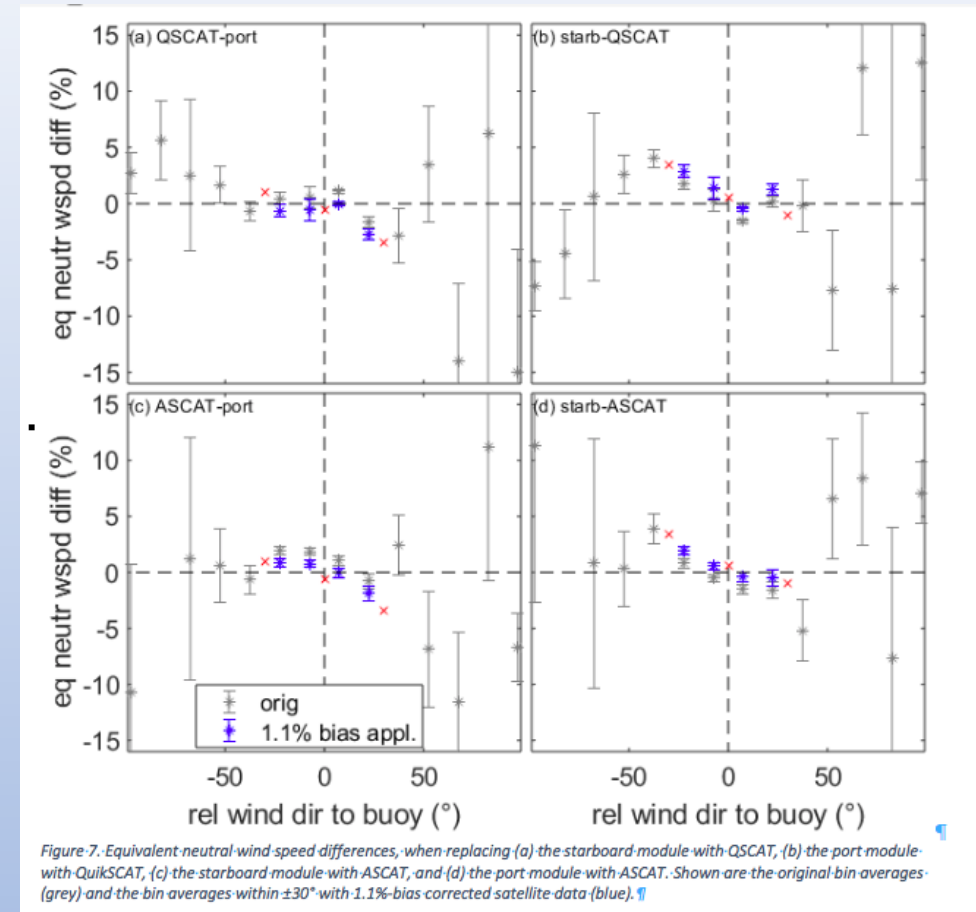 (a) QSCAT-port
(b) starb-QSCAT
15
10
5
0
-5
-10
-15
eq neutr wspd diff (%)
(c) ASCAT-port
(d) starb-ASCAT
15
10
5
0
-5
-10
-15
eq neutr wspd diff (%)
orig
1.1% bias appl.
-50 0 50
-50 0 50
rel wind dir to buoy (°)
rel wind dir to buoy (°)
¶
Figure·7.·Equivalent·neutral·wind·speed·differences,·when·replacing·(a)·the·starboard·module·with·QSCAT,·(b)·the·port·module·
with·QuikSCAT,·(c)·the·starboard·module·with·ASCAT,·and·(d)·the·port·module·with·ASCAT.·Shown·are·the·original·bin·averages·
(grey)·and·the·bin·averages·within·±30°·with·1.1%·bias·corrected·satellite·data·(blue).¶